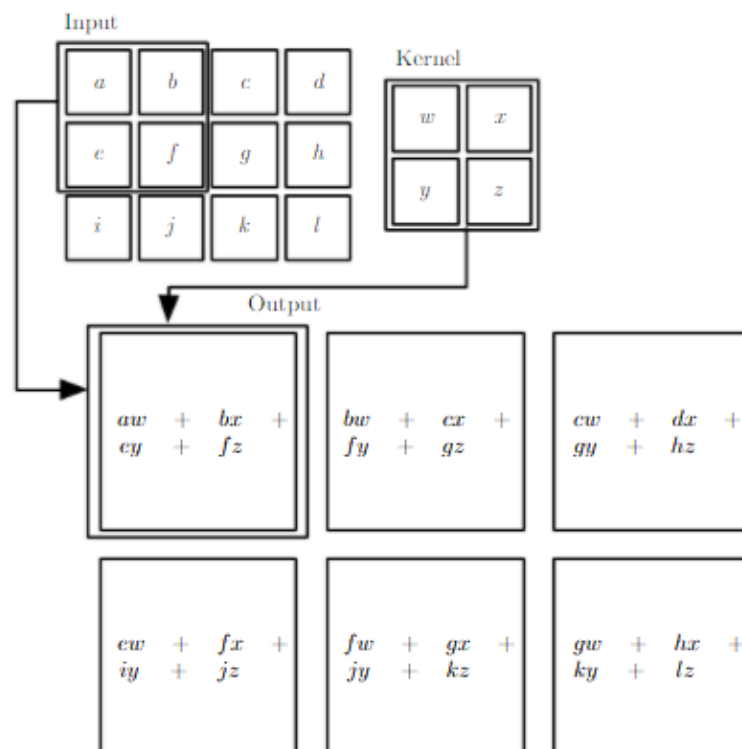 Input
Kernel
a b c d
w x
e f g h
y z
i j k l
Output
aw + bx +
ey + fz
bw + cx +
fy + gz
cw + dx +
gy + hz
ew + fx +
iy + jz
fw + gx +
jy + kz
gw + hx +
ky + lz